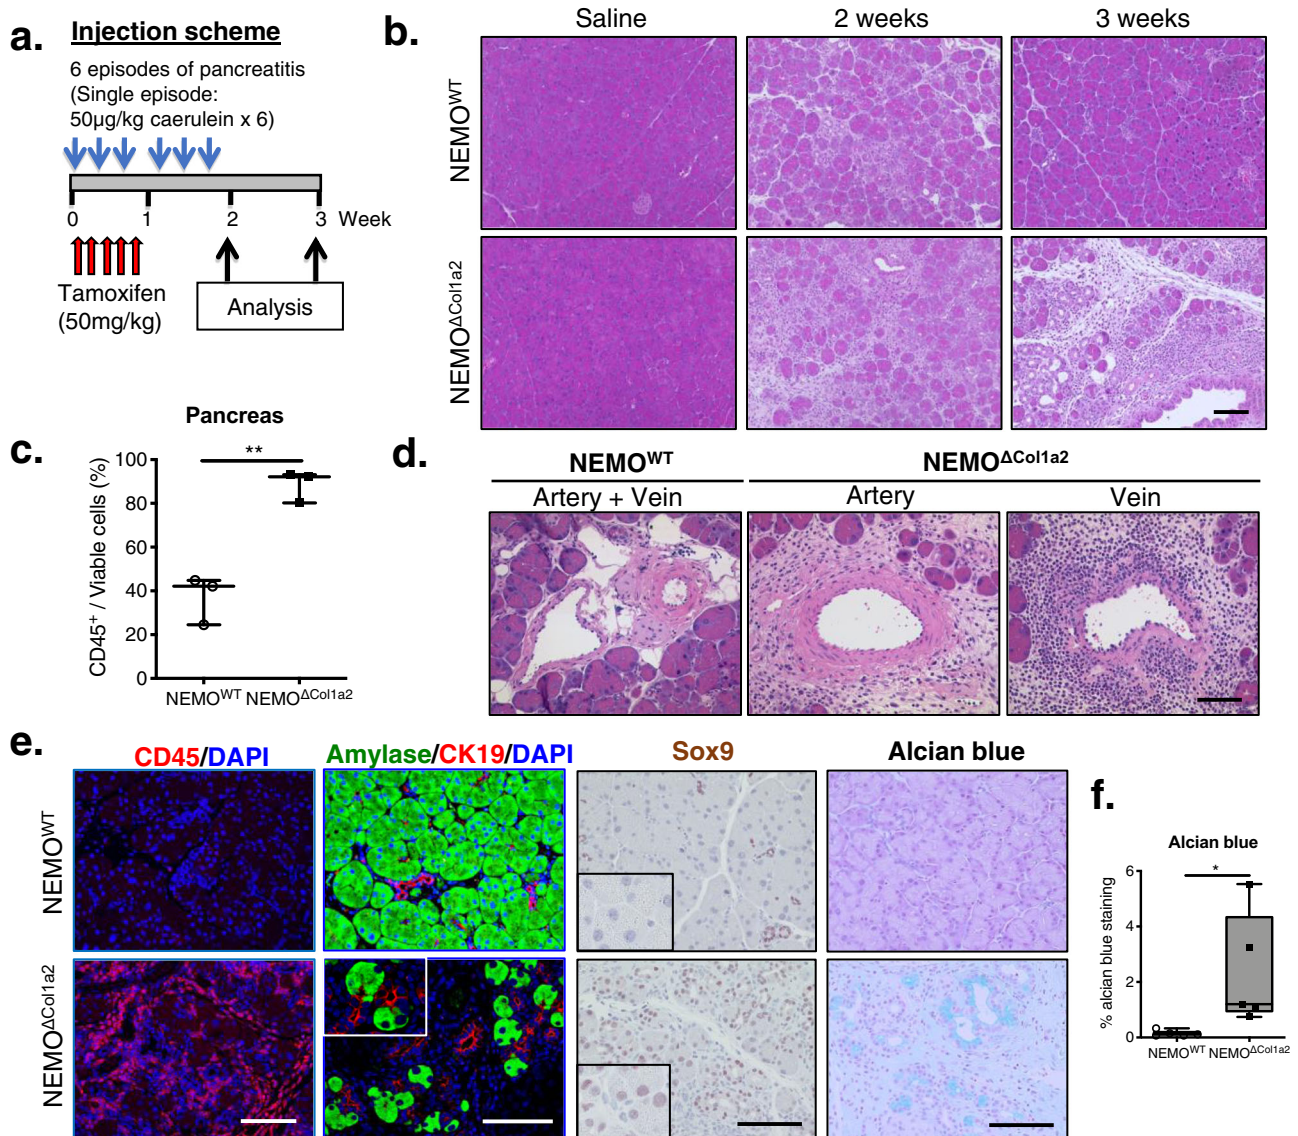 a.
Injection scheme
6 episodes of pancreatitis
(Single episode:
50µg/kg caerulein x 6)
0 1 2 3 Week
Tamoxifen
(50mg/kg)
Analysis
b.
Saline 2 weeks 3 weeks
NEMO^WT
NEMO^ΔCol1a2
c.
Pancreas
**
CD45⁺ / Viable cells (%)
100
80
60
40
20
0
NEMO^WT NEMO^ΔCol1a2
d.
NEMO^WT NEMO^ΔCol1a2
Artery + Vein Artery Vein
e.
CD45/DAPI Amylase/CK19/DAPI Sox9 Alcian blue
NEMO^WT
NEMO^ΔCol1a2
f.
Alcian blue
*
% alcian blue staining
6
4
2
0
NEMO^WT NEMO^ΔCol1a2